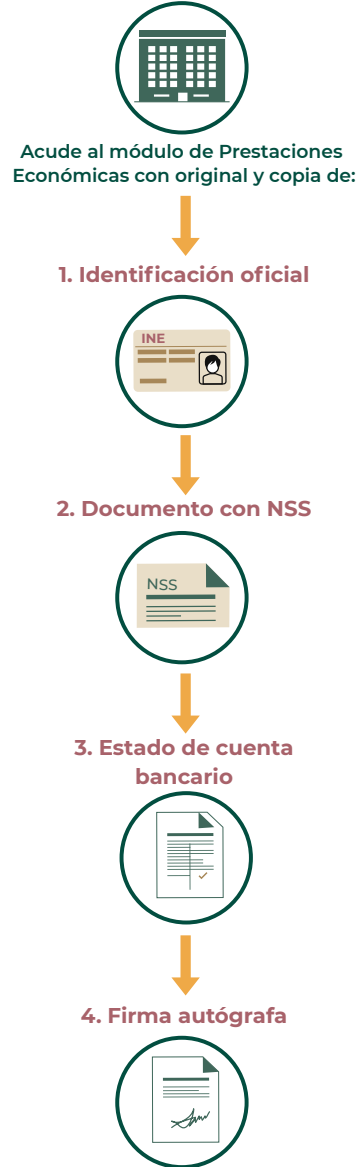 Acude al módulo de Prestaciones
Económicas con original y copia de:
1. Identificación oficial
INE
2. Documento con NSS
NSS
3. Estado de cuenta
bancario
4. Firma autógrafa